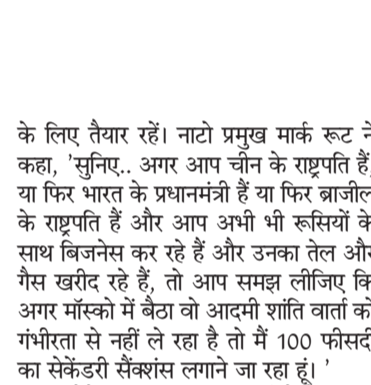 के लिए तैयार रहें। नाटो प्रमुख मार्क रूट ने
कहा, 'सुनिए.. अगर आप चीन के राष्ट्रपति हैं,
या फिर भारत के प्रधानमंत्री हैं या फिर ब्राजील
के राष्ट्रपति हैं और आप अभी भी रूसियों के
साथ बिजनेस कर रहे हैं और उनका तेल और
गैस खरीद रहे हैं, तो आप समझ लीजिए कि
अगर मॉस्को में बैठा वो आदमी शांति वार्ता को
गंभीरता से नहीं ले रहा है तो मैं 100 फीसदी
का सेकेंडरी सैंक्शंस लगाने जा रहा हूं। '